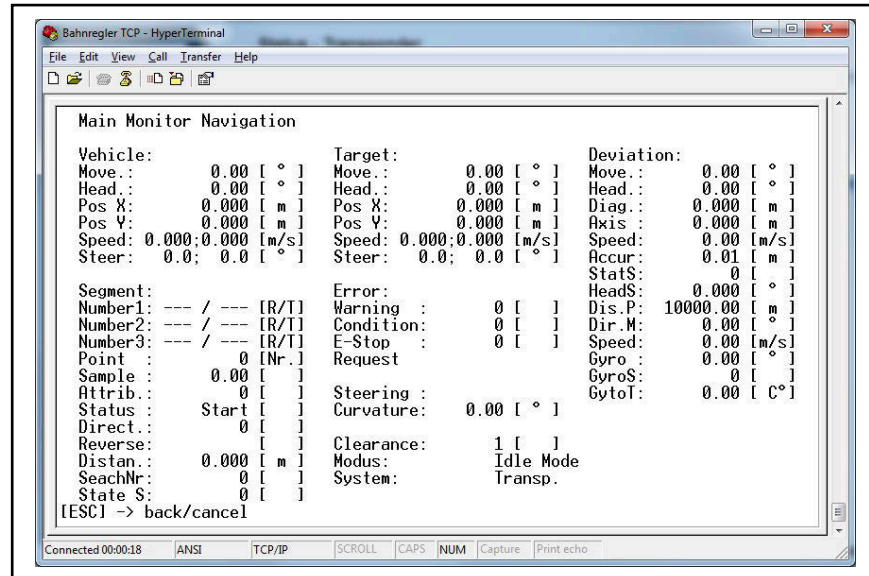 Bahnregler TCP - HyperTerminal
File Edit View Call Transfer Help
Main Monitor Navigation
Vehicle: Target: Deviation:
Move.: 0.00 [ ° ] Move.: 0.00 [ ° ] Move.: 0.00 [ ° ]
Head.: 0.00 [ ° ] Head.: 0.00 [ ° ] Head.: 0.00 [ ° ]
Pos X: 0.000 [ m ] Pos X: 0.000 [ m ] Diag.: 0.000 [ m ]
Pos Y: 0.000 [ m ] Pos Y: 0.000 [ m ] Axis : 0.000 [ m ]
Speed: 0.000;0.000 [m/s] Speed: 0.000;0.000 [m/s] Speed: 0.00 [m/s]
Steer: 0.0; 0.0 [ ° ] Steer: 0.0; 0.0 [ ° ] Accur: 0.01 [ m ]
StatS: 0 [ ]
Segment: Error: HeadS: 0.000 [ ° ]
Number1: --- / --- [R/T] Warning : 0 [ ] Dis.P: 10000.00 [ m ]
Number2: --- / --- [R/T] Condition: 0 [ ] Dir.M: 0.00 [ ° ]
Number3: --- / --- [R/T] E-Stop : 0 [ ] Speed: 0.00 [m/s]
Point : 0 [Nr.] Request Gyro : 0.00 [ ° ]
Sample : 0.00 [ ] GyroS: 0 [ ]
Attrib.: 0 [ ] Steering : GytoT: 0.00 [ C°]
Status : Start [ ] Curvature: 0.00 [ ° ]
Direct.: 0 [ ]
Reverse: [ ] Clearance: 1 [ ]
Distan.: 0.000 [ m ] Modus: Idle Mode
SeachNr: 0 [ ] System: Transp.
State S: 0 [ ]
[ESC] -> back/cancel
Connected 00:00:18 ANSI TCP/IP SCROLL CAPS NUM Capture Print echo